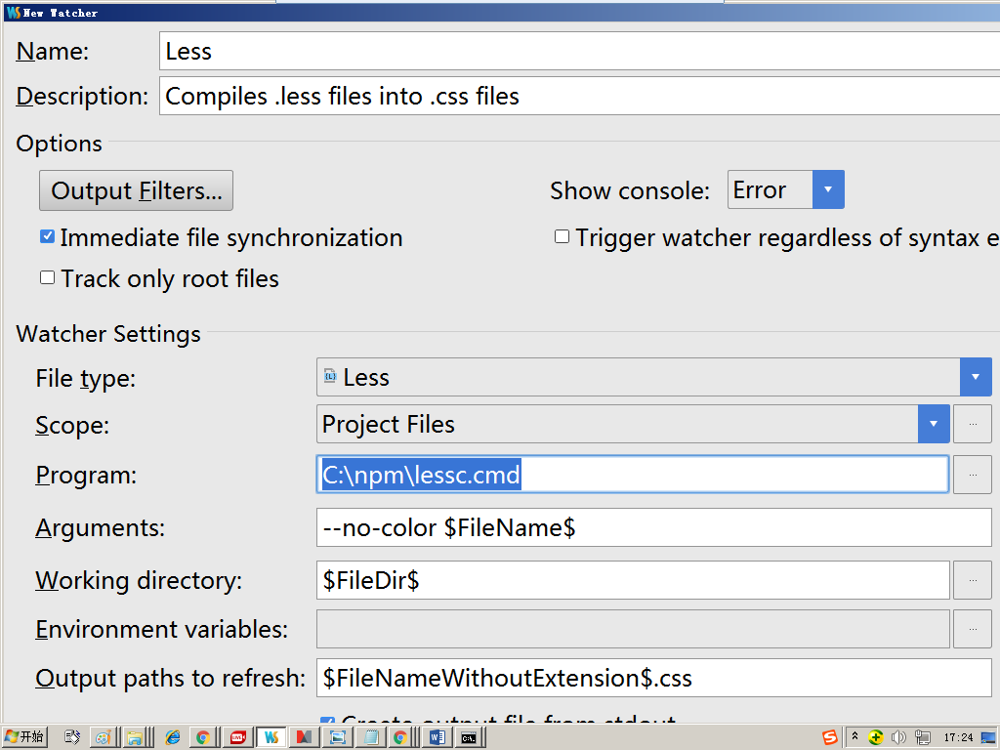 New Watcher
Name: Less
Description: Compiles .less files into .css files
Options
Output Filters... Show console: Error
Immediate file synchronization Trigger watcher regardless of syntax e
Track only root files
Watcher Settings
File type: Less
Scope: Project Files ...
Program: C:\npm\lessc.cmd ...
Arguments: --no-color $FileName$
Working directory: $FileDir$ ...
Environment variables: ...
Output paths to refresh: $FileNameWithoutExtension$.css
Create output file from stdout
开始 17:24